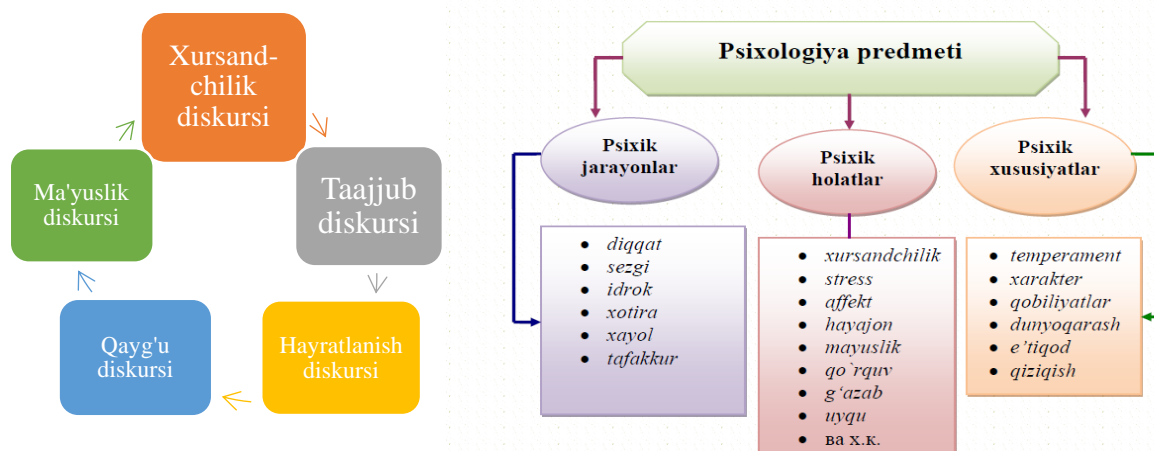 Xursand-
chilik
diskursi
Taajjub
diskursi
Hayratlanish
diskursi
Qayg'u
diskursi
Ma'yuslik
diskursi
Psixologiya predmeti
Psixik
jarayonlar
• diqqat
• sezgi
• idrok
• xotira
• xayol
• tafakkur
Psixik
holatlar
• xursandchilik
• stress
• affekt
• hayajon
• mayuslik
• qo`rquv
• g‘azab
• uyqu
• ва х.к.
Psixik
xususiyatlar
• temperament
• xarakter
• qobiliyatlar
• dunyoqarash
• e’tiqod
• qiziqish